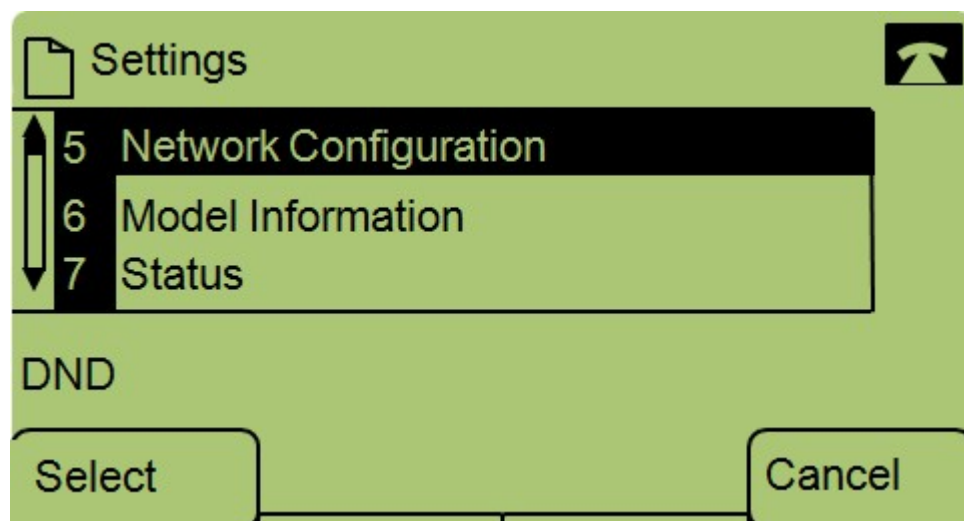 Settings
5 Network Configuration
6 Model Information
7 Status
DND
Select Cancel